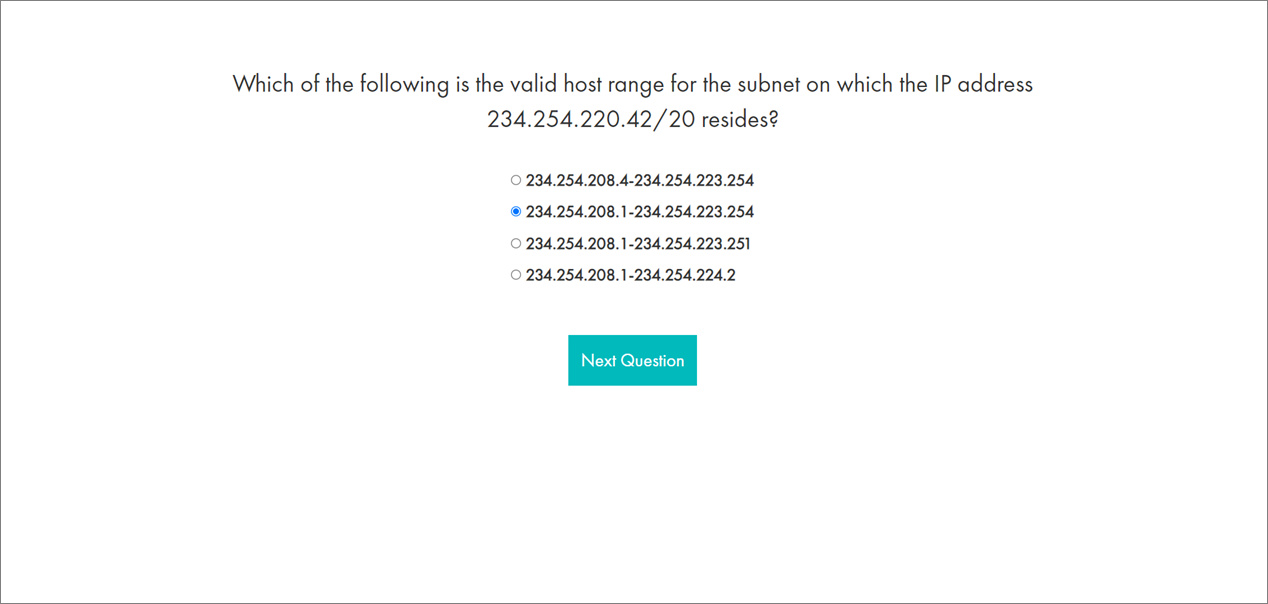 Which of the following is the valid host range for the subnet on which the IP address
234.254.220.42/20 resides?
234.254.208.4-234.254.223.254
234.254.208.1-234.254.223.254
234.254.208.1-234.254.223.251
234.254.208.1-234.254.224.2
Next Question